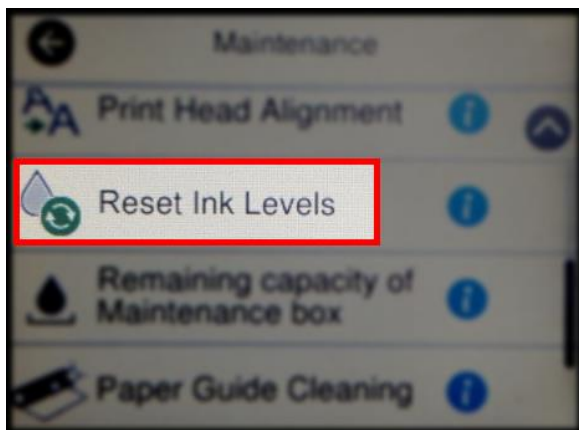 Maintenance
Print Head Alignment
Reset Ink Levels
Remaining capacity of
Maintenance box
Paper Guide Cleaning